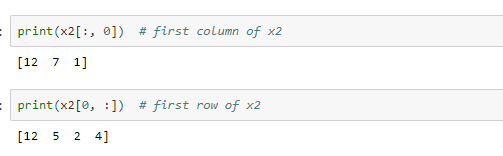 : print(x2[:, 0])  # first column of x2
[12  7  1]
: print(x2[0, :])  # first row of x2
[12  5  2  4]